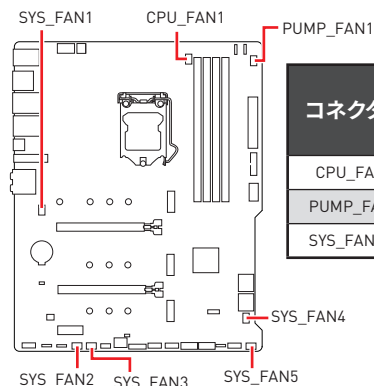 SYS_FAN1
CPU_FAN1
PUMP_FAN1
コネクタ
CPU_FA
PUMP_FA
SYS_FAN
SYS_FAN4
SYS_FAN2
SYS_FAN3
SYS_FAN5